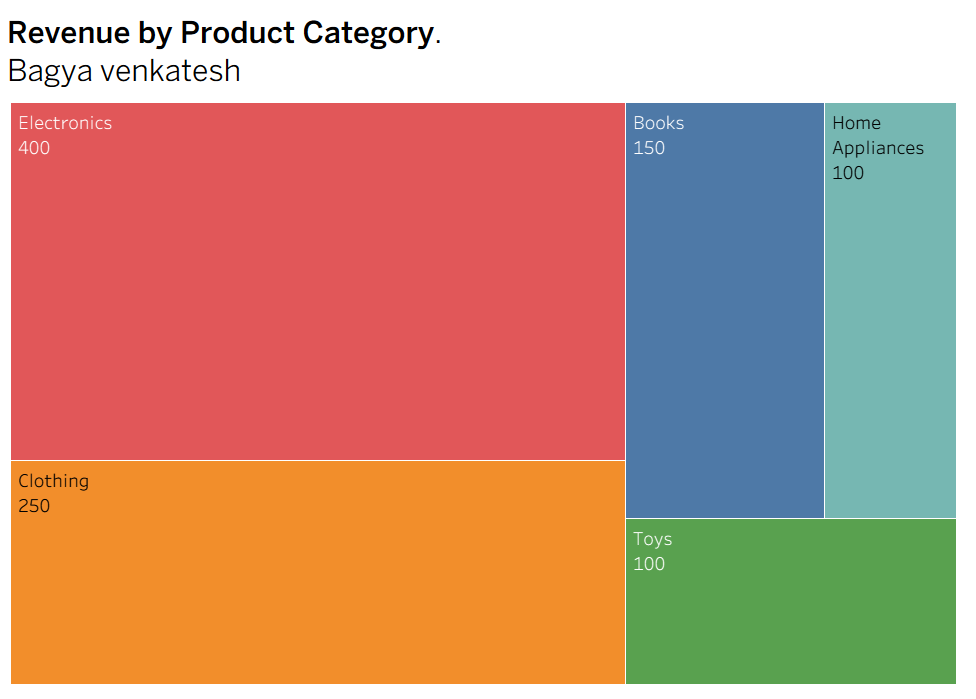 Revenue by Product Category.
Bagya venkatesh
Electronics
400
Books
150
Home
Appliances
100
Clothing
250
Toys
100